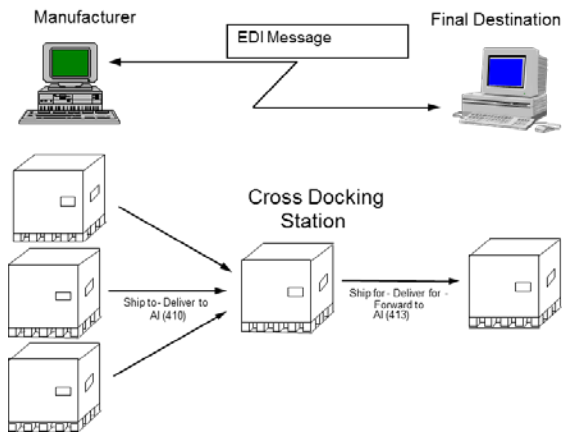 Manufacturer
Final Destination
EDI Message
Cross Docking
Station
Ship to - Deliver to
AI (410)
Ship for - Deliver for -
Forward to
AI (413)